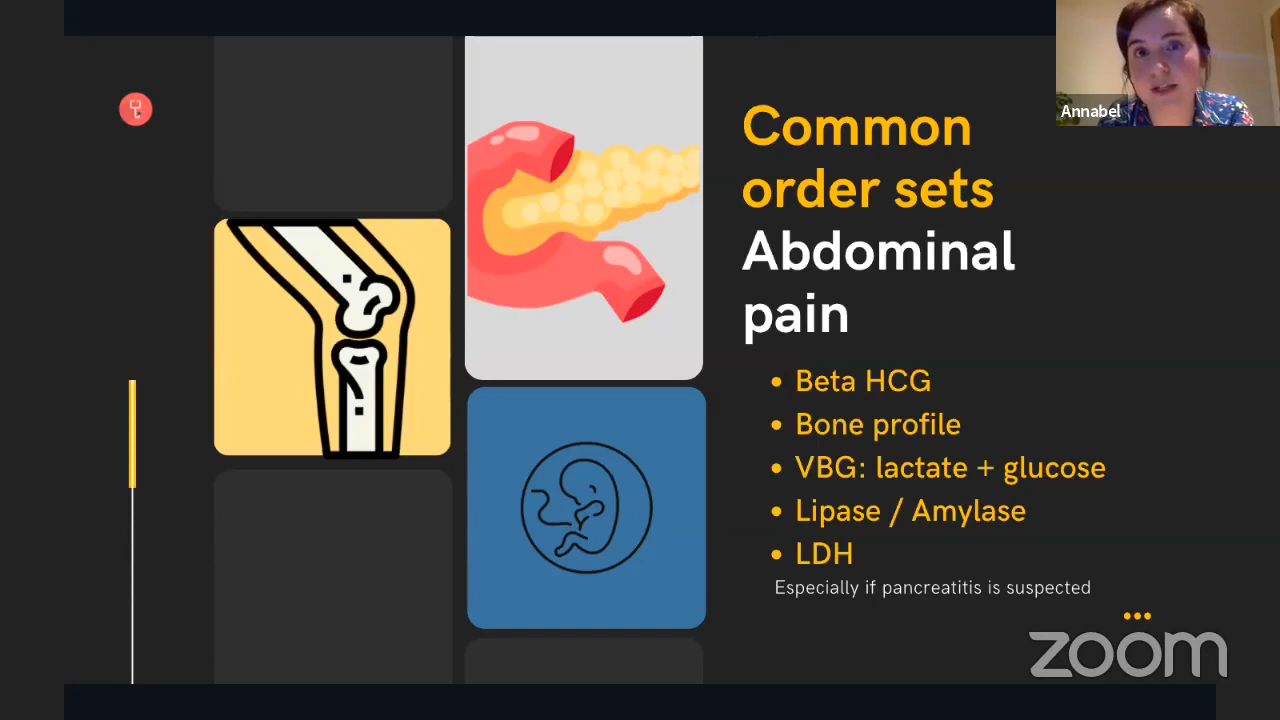 Annabel
Common
order sets
Abdominal
pain
• Beta HCG
• Bone profile
• VBG: lactate + glucose
• Lipase / Amylase
• LDH
Especially if pancreatitis is suspected
zoom